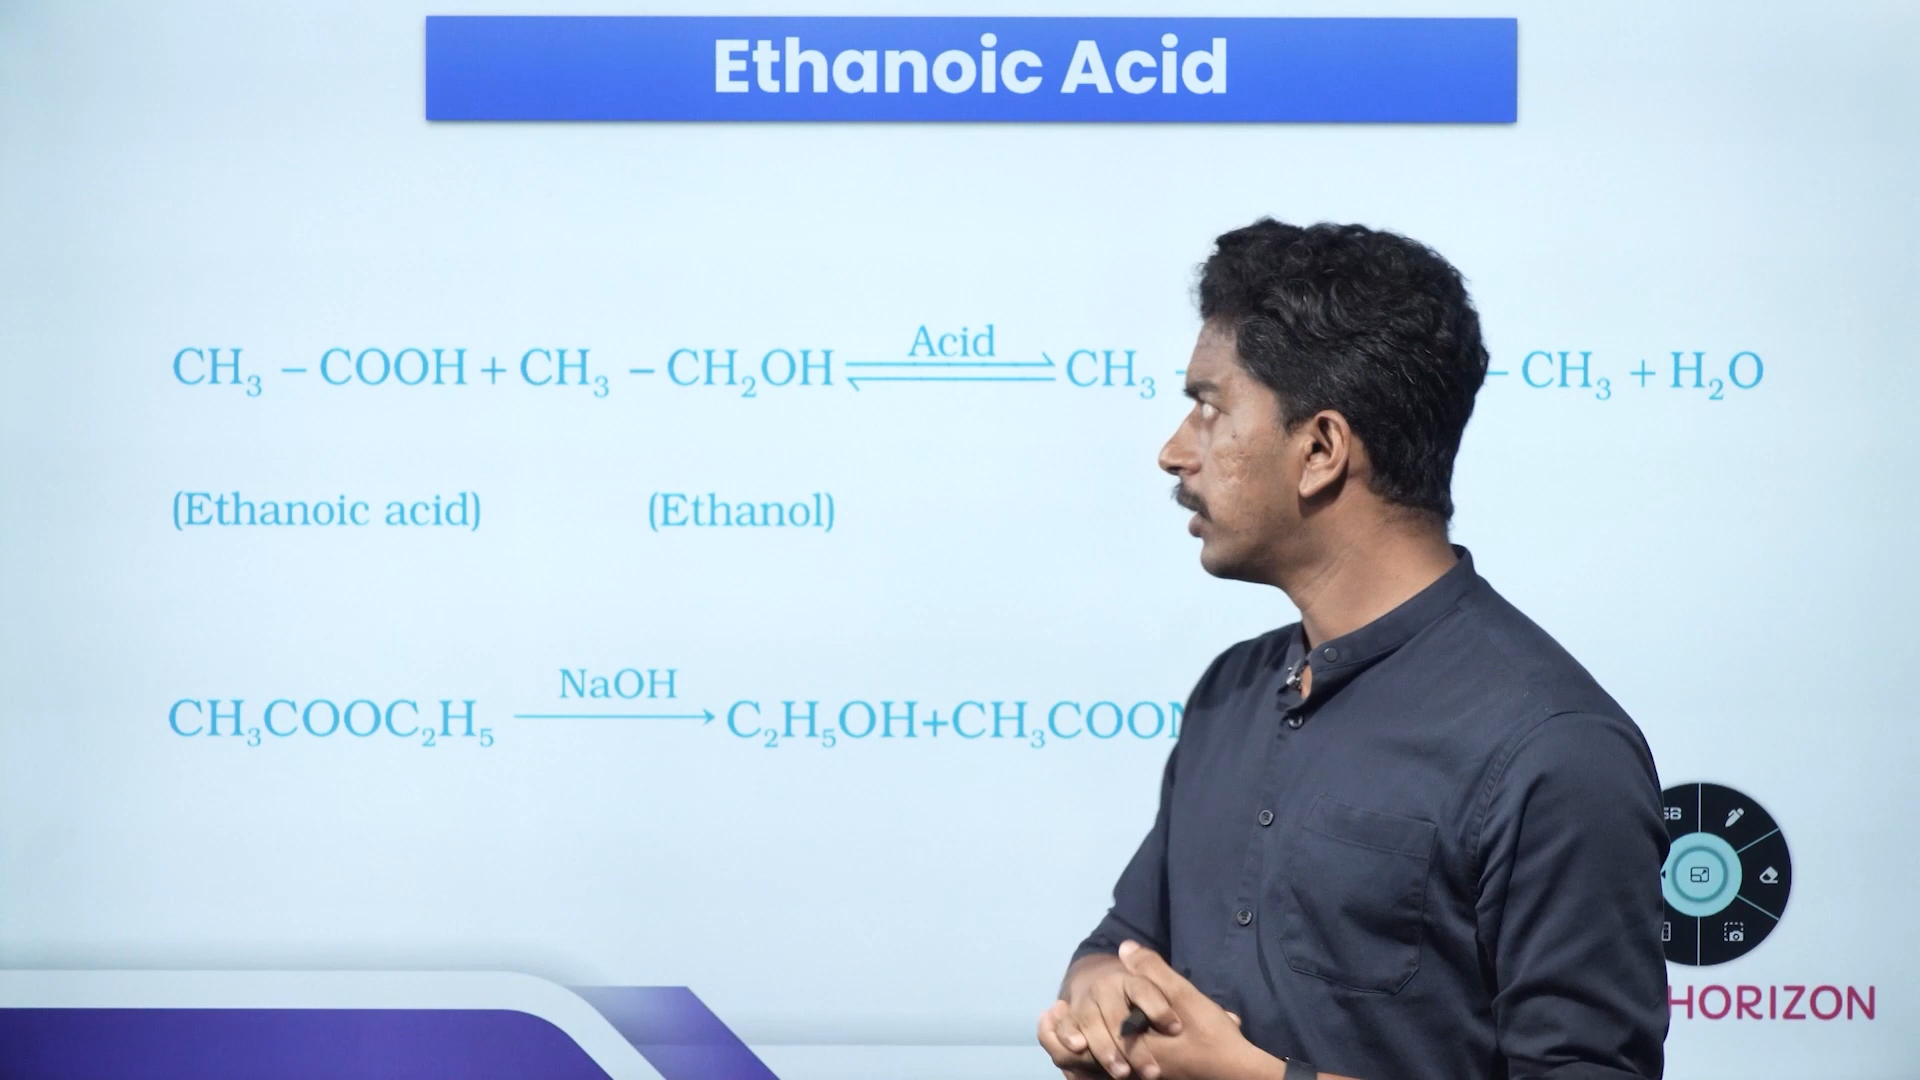 Ethanoic Acid
Acid
CH₃ – COOH + CH₃ – CH₂OH ⇌ CH₃ – – CH₃ + H₂O
(Ethanoic acid) (Ethanol)
NaOH
CH₃COOC₂H₅ → C₂H₅OH+CH₃COO
HORIZON